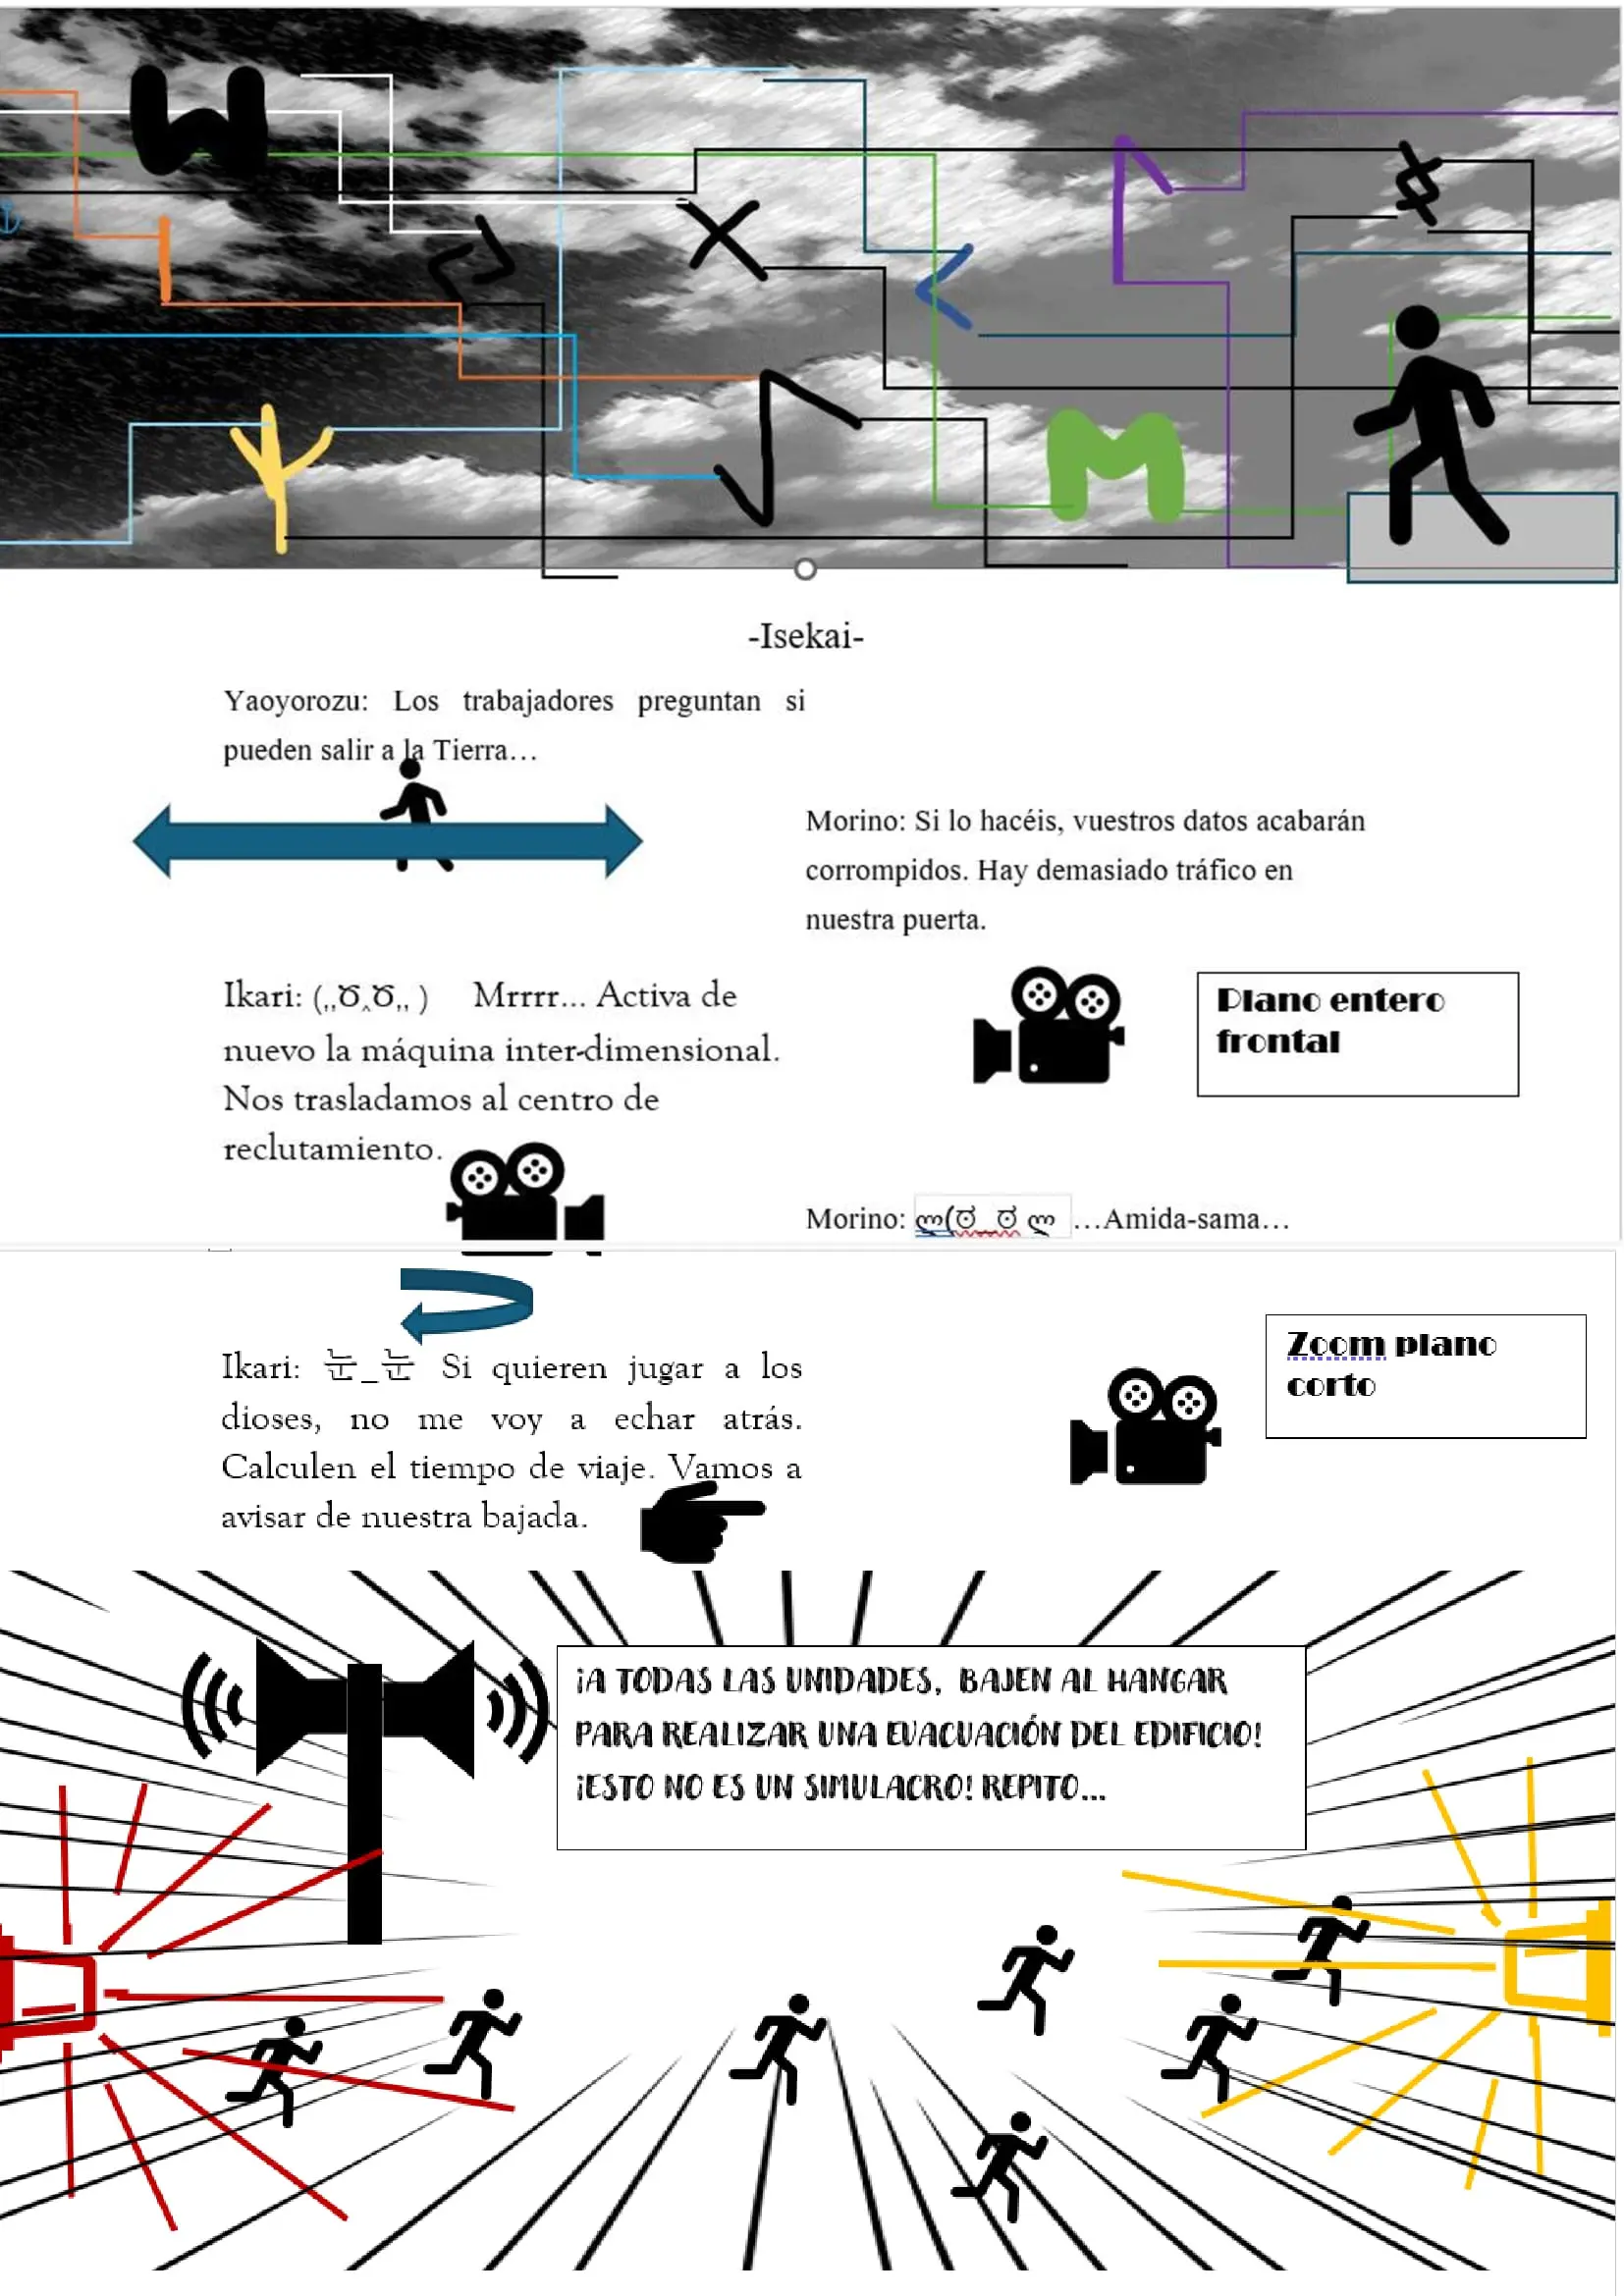 -Isekai-
Yaoyorozu: Los trabajadores preguntan si
pueden salir a la Tierra…
Morino: Si lo hacéis, vuestros datos acabarán
corrompidos. Hay demasiado tráfico en
nuestra puerta.
Ikari: (,,Ծ‸Ծ,, ) Mrrrr... Activa de
nuevo la máquina inter-dimensional.
Nos trasladamos al centro de
reclutamiento.
Plano entero
frontal
Morino: ლ(ಠ_ಠ ლ …Amida-sama…
Zoom plano
corto
Ikari: 눈_눈 Si quieren jugar a los
dioses, no me voy a echar atrás.
Calculen el tiempo de viaje. Vamos a
avisar de nuestra bajada.
¡A TODAS LAS UNIDADES, BAJEN AL HANGAR
PARA REALIZAR UNA EVACUACIÓN DEL EDIFICIO!
¡ESTO NO ES UN SIMULACRO! REPITO...